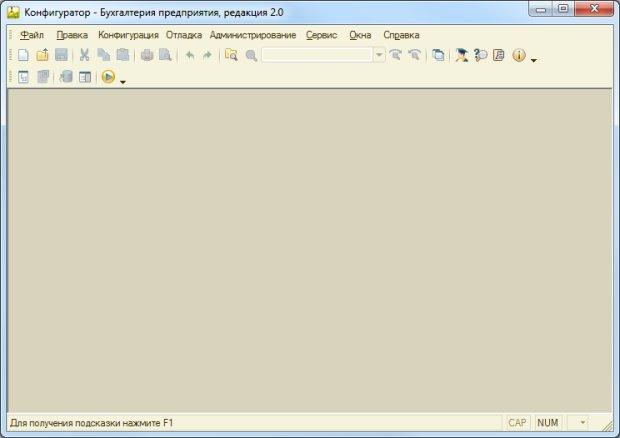 Конфигуратор - Бухгалтерия предприятия, редакция 2.0
Файл Правка Конфигурация Отладка Администрирование Сервис Окна Справка
Для получения подсказки нажмите F1 CAP NUM